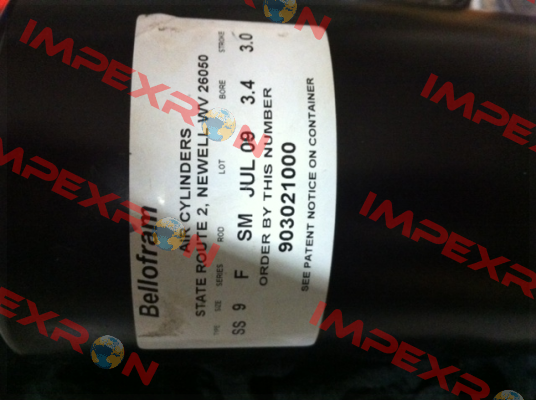 Bellofram
AIR CYLINDERS
STATE ROUTE 2, NEWELL, WV 26050
TYPE SIZE SERIES ROD LOT BORE STROKE
SS 9 F SM JUL 09 3.4 3.0
ORDER BY THIS NUMBER
903021000
SEE PATENT NOTICE ON CONTAINER
IMPEXRON
IMPEXRON
IMPEXRON
IMPEXRON
IMPEXRON
IMPEXRON